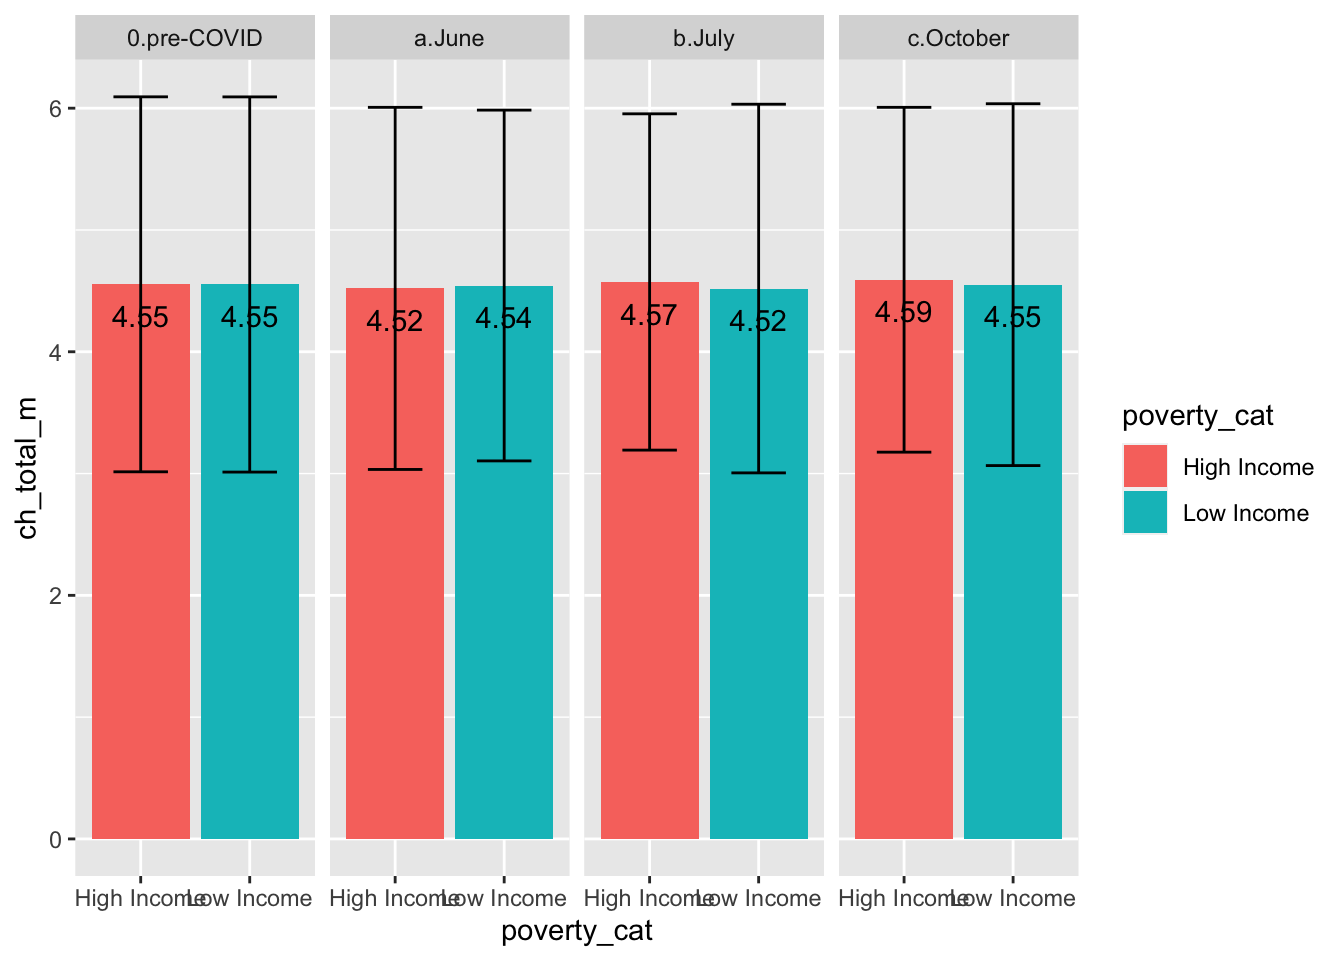 0.pre-COVID
a.June
b.July
c.October
6
4
2
0
ch_total_m
4.55
4.55
4.52
4.54
4.57
4.52
4.59
4.55
High Income
Low Income
High Income
Low Income
High Income
Low Income
High Income
Low Income
poverty_cat
poverty_cat
High Income
Low Income